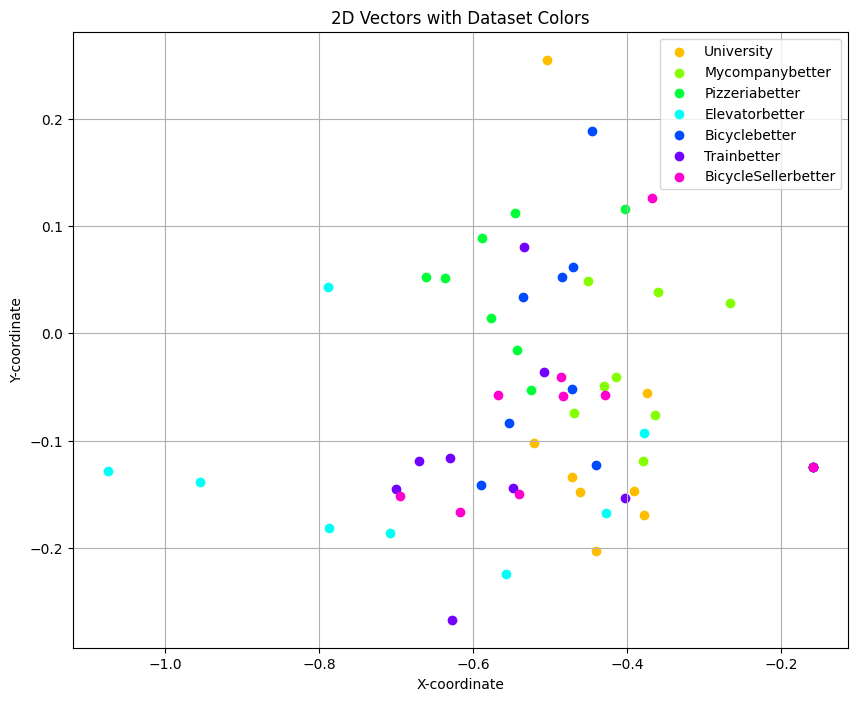 2D Vectors with Dataset Colors
University
Mycompanybetter
Pizzeriabetter
Elevatorbetter
Bicyclebetter
Trainbetter
BicycleSellerbetter
0.2
0.1
0.0
−0.1
−0.2
Y-coordinate
−1.0
−0.8
−0.6
−0.4
−0.2
X-coordinate